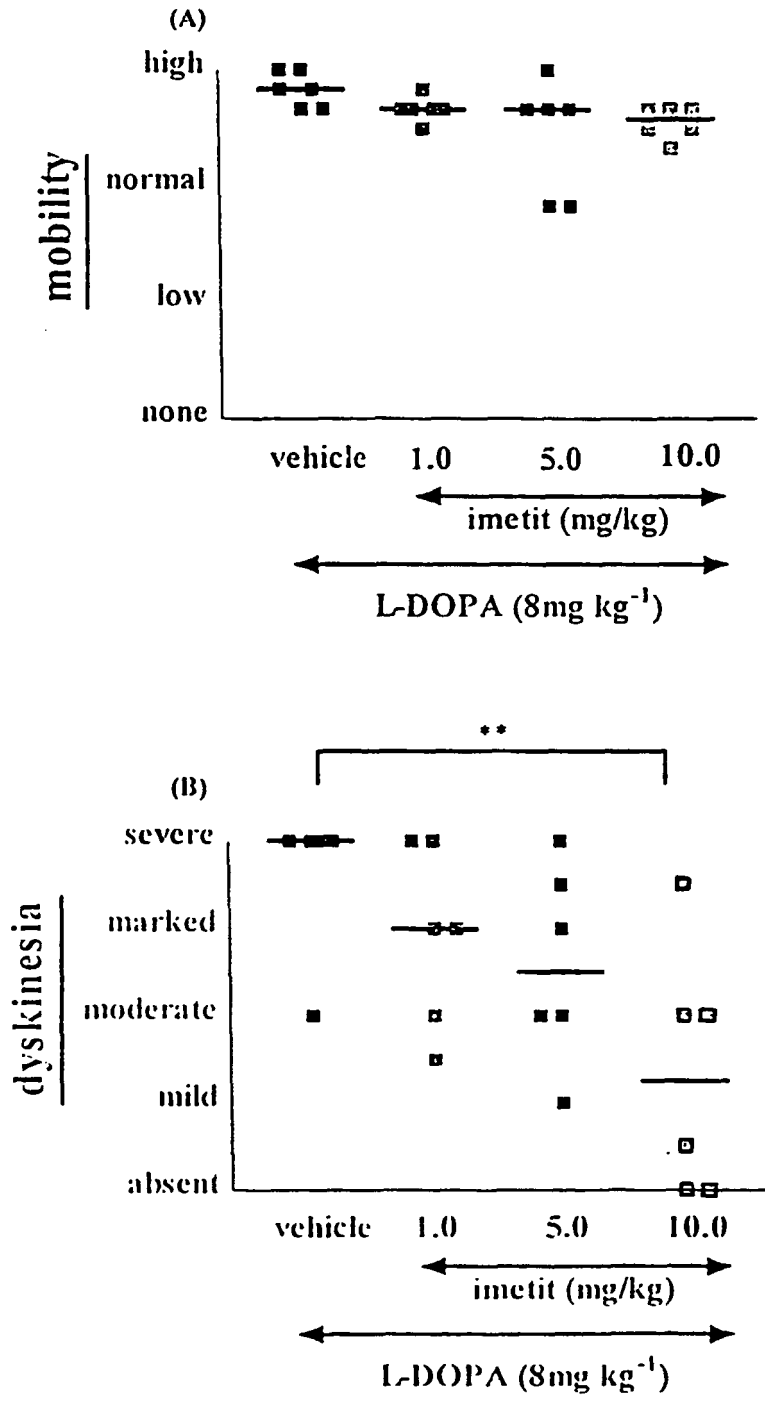 (A)
high
normal
low
none
mobility
vehicle 1.0 5.0 10.0
imetit (mg/kg)
L-DOPA (8mg kg⁻¹)
**
(B)
severe
marked
moderate
mild
absent
dyskinesia
vehicle 1.0 5.0 10.0
imetit (mg/kg)
L-DOPA (8mg kg⁻¹)